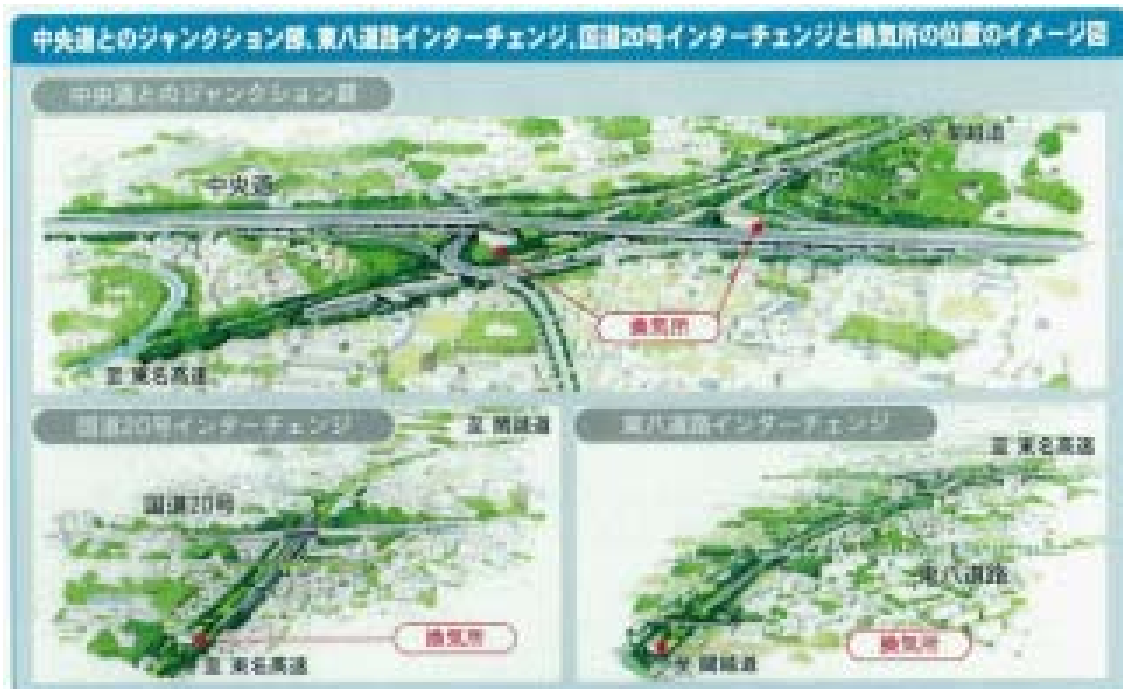 中央道とのジャンクション部、東八道路インターチェンジ、国道20号インターチェンジと換気所の位置のイメージ図
中央道とのジャンクション部
至 関越道
中央道
換気所
至 東名高速
国道20号インターチェンジ
至 関越道
国道20号
換気所
至 東名高速
東八道路インターチェンジ
至 東名高速
東八道路
換気所
至 関越道